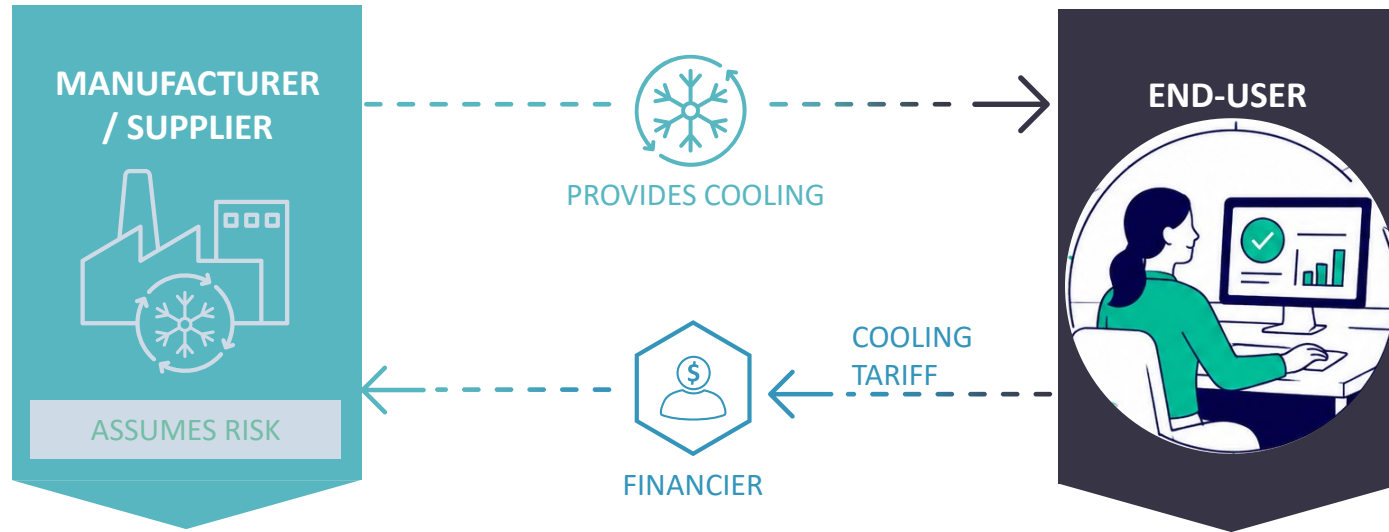 MANUFACTURER
/ SUPPLIER
ASSUMES RISK
PROVIDES COOLING
COOLING
TARIFF
$
FINANCIER
END-USER